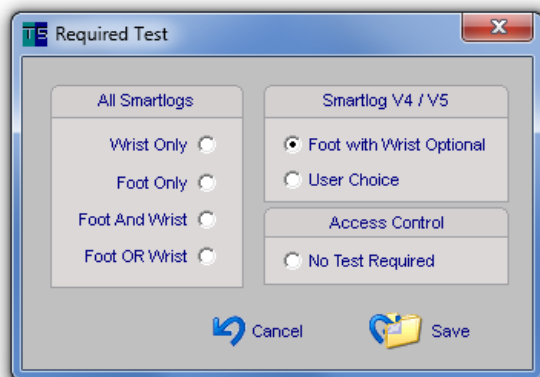 TS Required Test
X
All Smartlogs
Wrist Only
Foot Only
Foot And Wrist
Foot OR Wrist
Smartlog V4 / V5
Foot with Wrist Optional
User Choice
Access Control
No Test Required
Cancel
Save